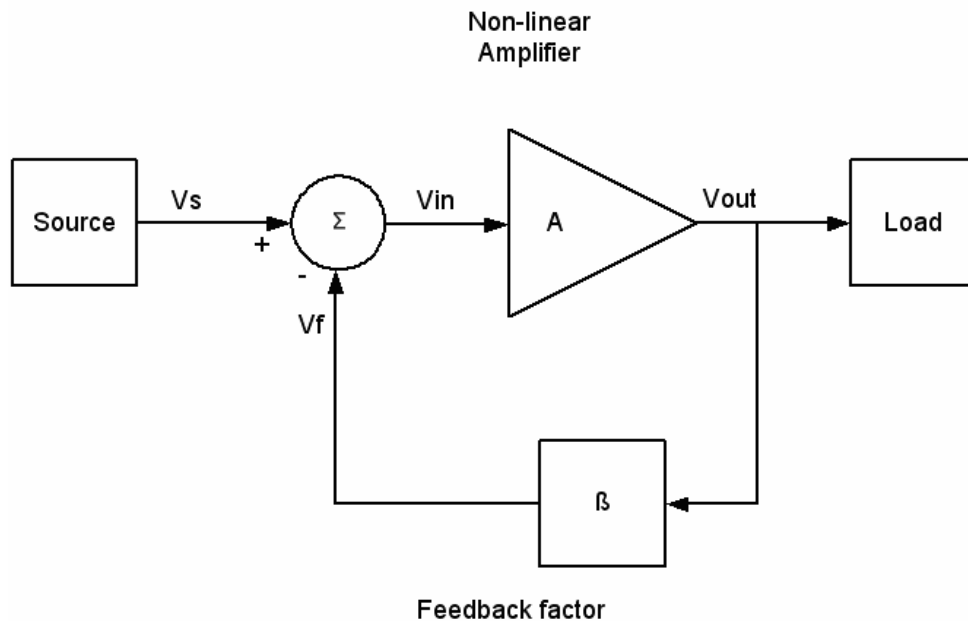 Non-linear
Amplifier
Source
Vs
+
-
Σ
Vin
A
Vout
Load
Vf
ß
Feedback factor